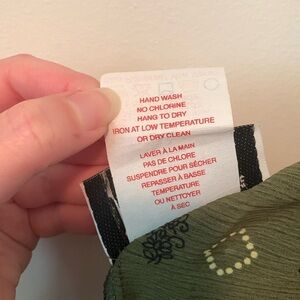 HAND WASH
NO CHLORINE
HANG TO DRY
IRON AT LOW TEMPERATURE
OR DRY CLEAN
LAVER À LA MAIN
PAS DE CHLORE
SUSPENDRE POUR SÉCHER
REPASSER À BASSE
TEMPERATURE
OU NETTOYER
À SEC